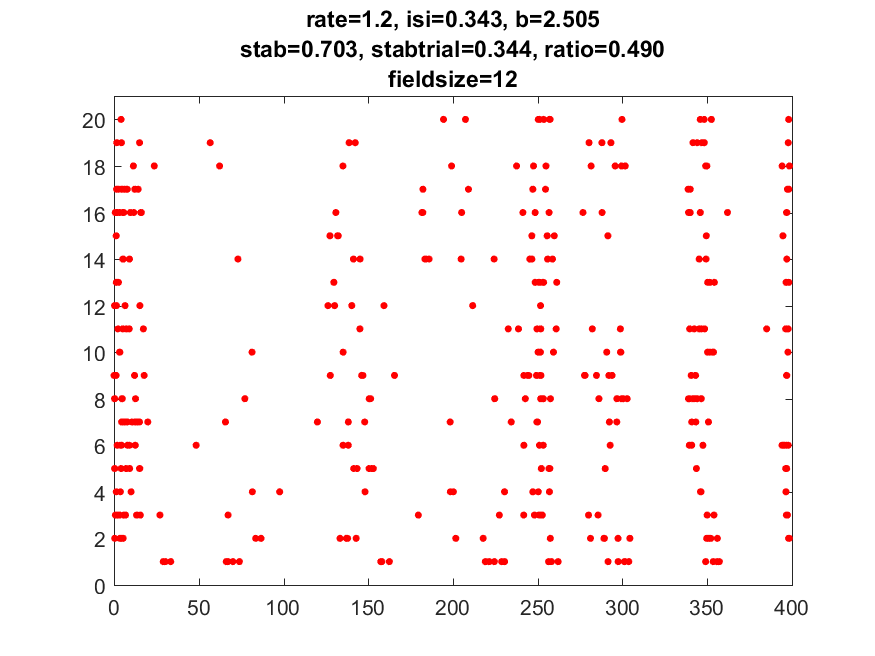 rate=1.2, isi=0.343, b=2.505
stab=0.703, stabtrial=0.344, ratio=0.490
fieldsize=12
20
18
16
14
12
10
8
6
4
2
0
0 50 100 150 200 250 300 350 400